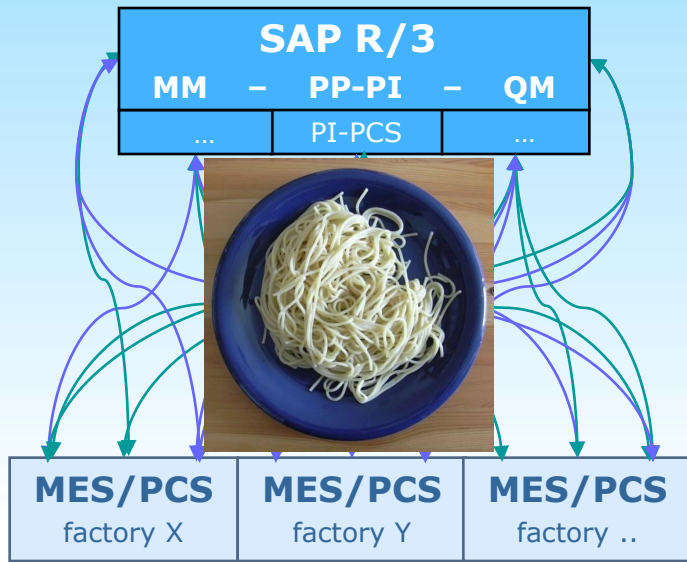 SAP R/3
MM – PP-PI – QM
... PI-PCS ...
MES/PCS MES/PCS MES/PCS
factory X factory Y factory ..